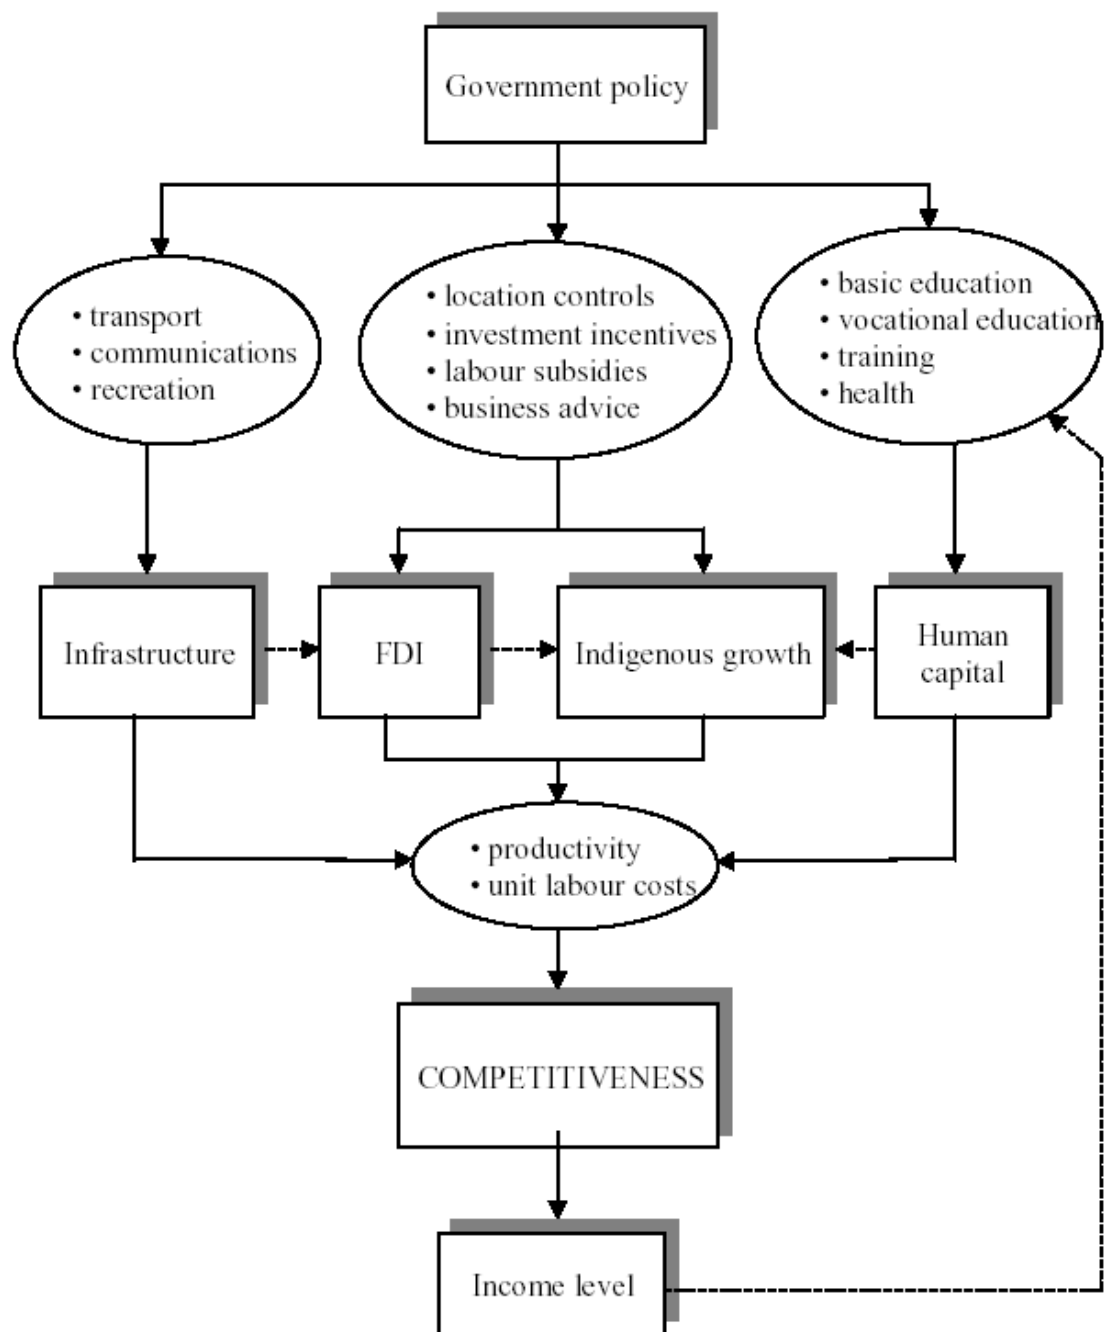 Government policy
• transport
• communications
• recreation
• location controls
• investment incentives
• labour subsidies
• business advice
• basic education
• vocational education
• training
• health
Infrastructure
FDI
Indigenous growth
Human
capital
• productivity
• unit labour costs
COMPETITIVENESS
Income level